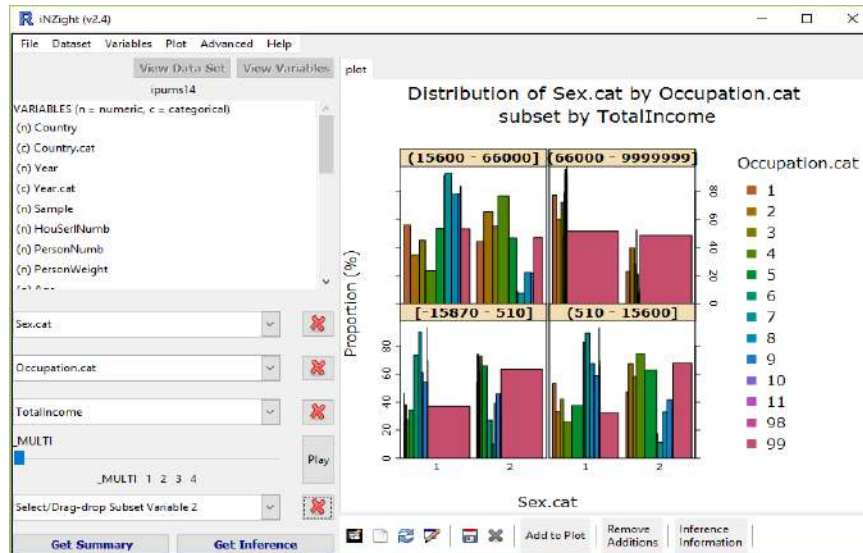 iNZight (v2.4)
File Dataset Variables Plot Advanced Help
View Data Set View Variables
ipums14
VARIABLES (n = numeric, c = categorical)
(n) Country
(c) Country.cat
(n) Year
(c) Year.cat
(n) Sample
(n) HouSerlNumb
(n) PersonNumb
(n) PersonWeight
Sex.cat
Occupation.cat
TotalIncome
_MULTI
_MULTI 1 2 3 4
Play
Select/Drag-drop Subset Variable 2
Get Summary Get Inference
plot
Distribution of Sex.cat by Occupation.cat
subset by TotalIncome
(15600 - 66000] (66000 - 9999999]
0 20 40 60 80
[-15870 - 510] (510 - 15600]
0 20 40 60 80
1 2 1 2
Proportion (%)
Sex.cat
Occupation.cat
1
2
3
4
5
6
7
8
9
10
11
98
99
Add to Plot
Remove
Additions
Inference
Information